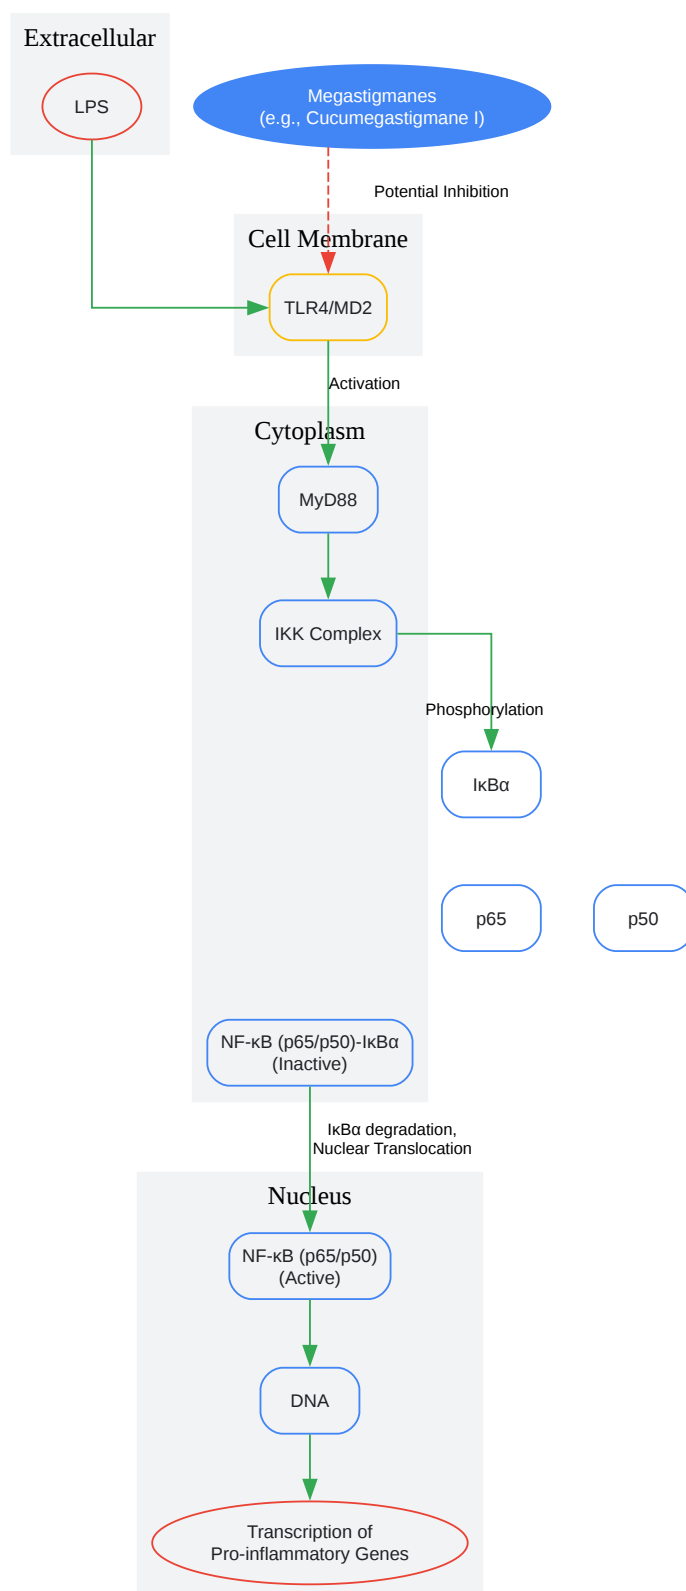 Extracellular
LPS
Megastigmanes
(e.g., Cucumegastigmane I)
Potential Inhibition
Cell Membrane
TLR4/MD2
Activation
Cytoplasm
MyD88
IKK Complex
Phosphorylation
IκBα
p65
p50
NF-κB (p65/p50)-IκBα
(Inactive)
IκBα degradation,
Nuclear Translocation
Nucleus
NF-κB (p65/p50)
(Active)
DNA
Transcription of
Pro-inflammatory Genes